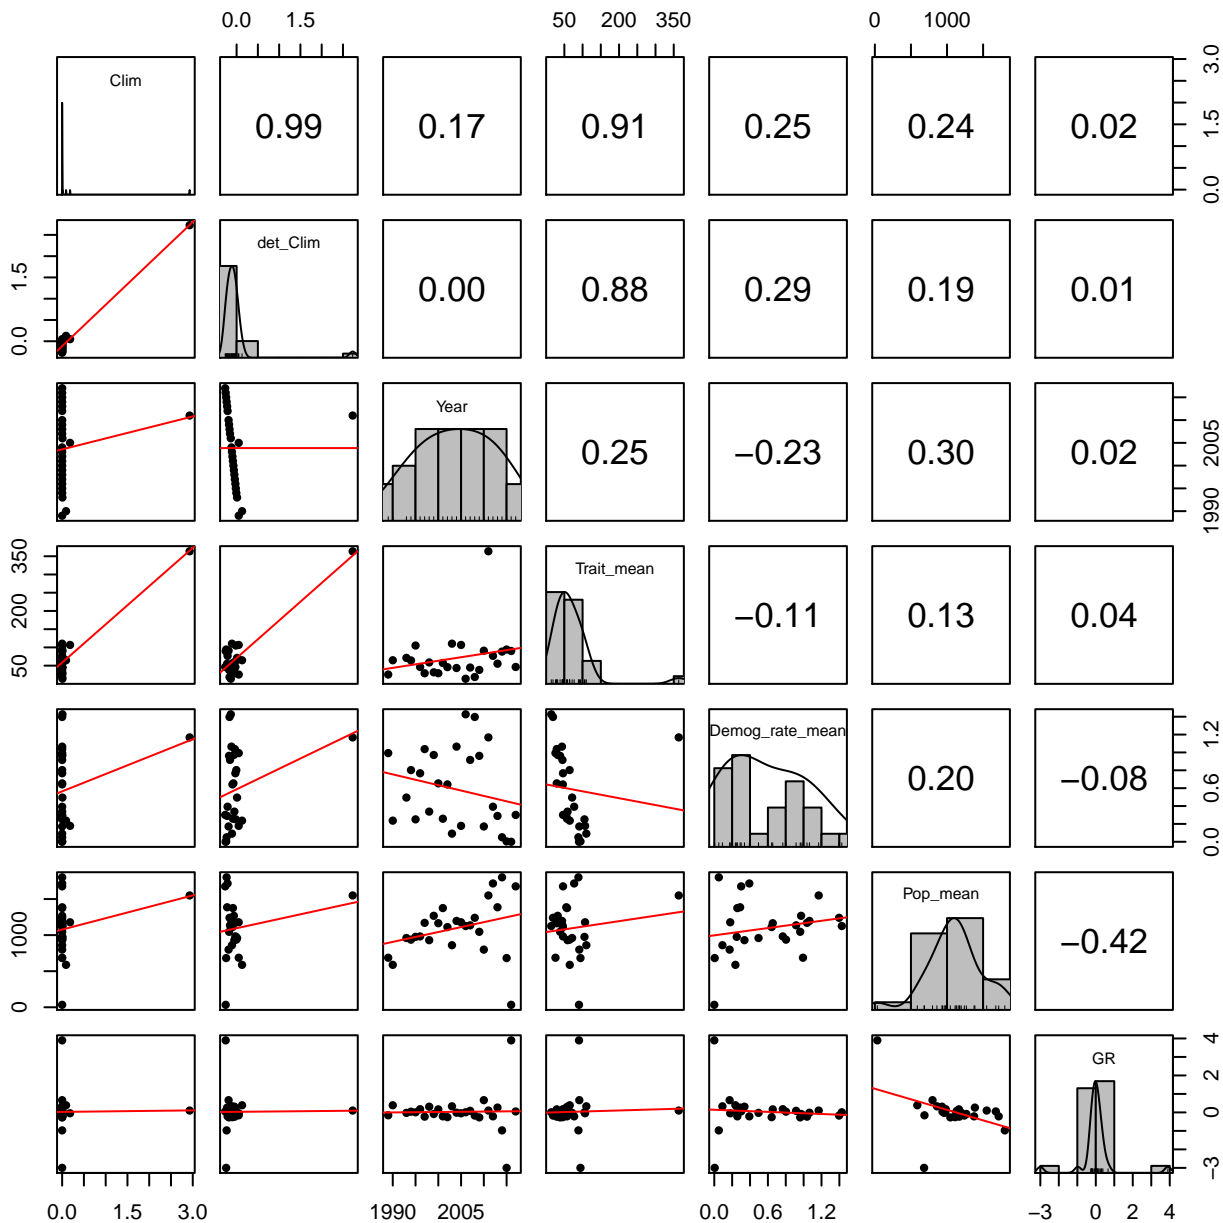 0.0 1.5 50 200 350 0 1000
Clim 0.99 0.17 0.91 0.25 0.24 0.02 0.0 1.5 3.0
0.0 1.5 det_Clim 0.00 0.88 0.29 0.19 0.01
Year 0.25 −0.23 0.30 0.02 1990 2005
50 200 350 Trait_mean −0.11 0.13 0.04
Demog_rate_mean 0.20 −0.08 0.0 0.6 1.2
0 1000 Pop_mean −0.42
GR −3 0 2 4
0.0 1.5 3.0 1990 2005 0.0 0.6 1.2 −3 0 2 4